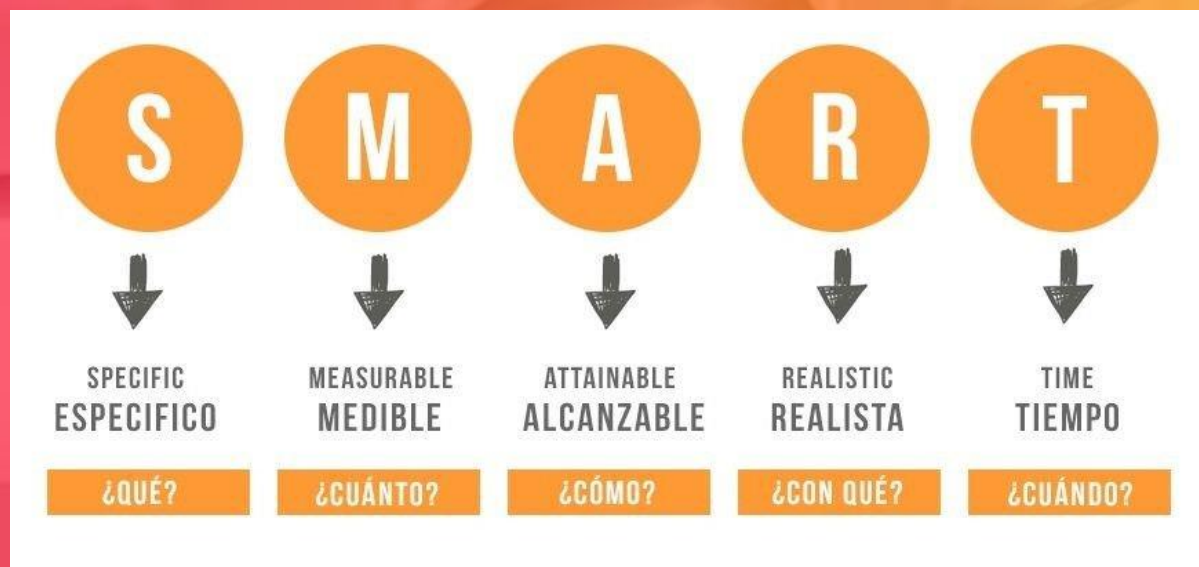 S M A R T
SPECIFIC MEASURABLE ATTAINABLE REALISTIC TIME
ESPECIFICO MEDIBLE ALCANZABLE REALISTA TIEMPO
¿QUÉ? ¿CUÁNTO? ¿CÓMO? ¿CON QUÉ? ¿CUÁNDO?